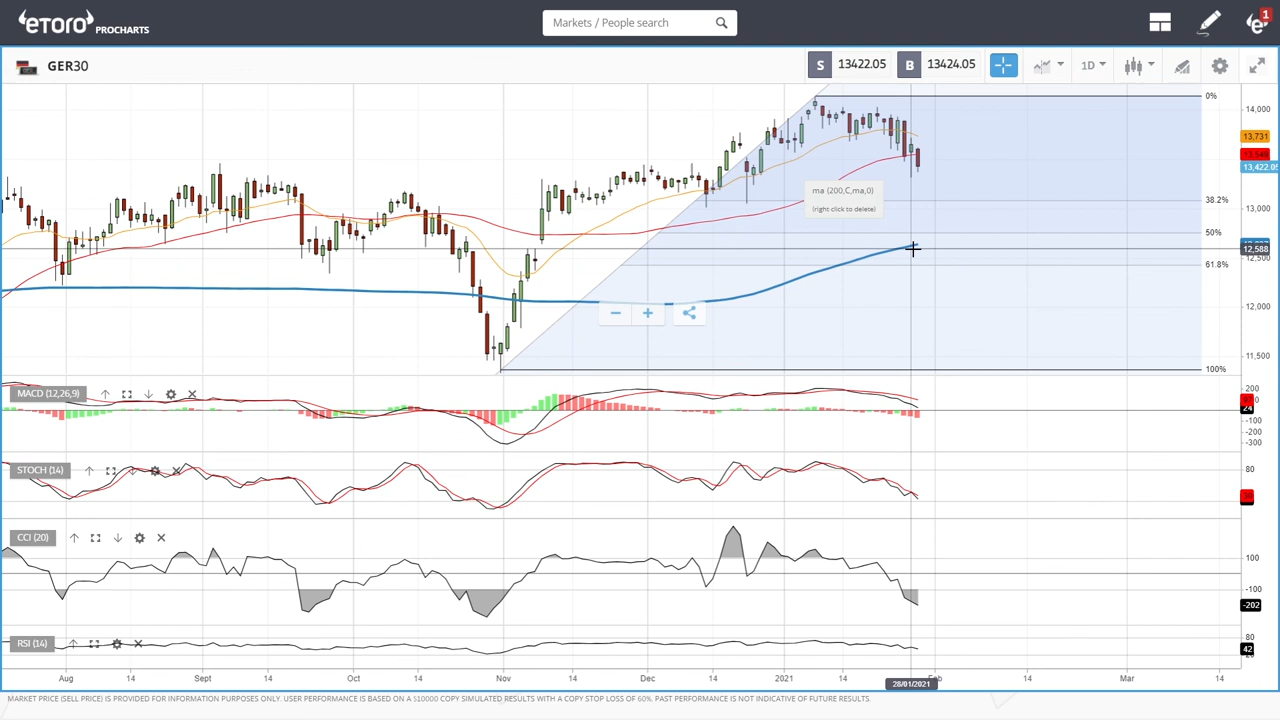 eToro PROCHARTS
Markets / People search
1
GER30
S 13422.05 B 13424.05
1D
0%
14,000
13,731
13,422.05
ma (200,C,ma,0)
(right click to delete)
38.2%
13,000
50%
12,588
12,500
61.8%
12,000
11,500
100%
MACD (12,26,9)
200
24
-100
-200
-300
STOCH (14)
80
CCI (20)
100
-100
-202
RSI (14)
80
42
Aug 14 Sept 14 Oct 14 Nov 14 Dec 14 2021 14 Feb 14 Mar 14
28/01/2021
MARKET PRICE (SELL PRICE) IS PROVIDED FOR INFORMATION PURPOSES ONLY. USER PERFORMANCE IS BASED ON A $10000 COPY SIMULATED RESULTS WITH A COPY STOP LOSS OF 60%. PAST PERFORMANCE IS NOT INDICATIVE OF FUTURE RESULTS.